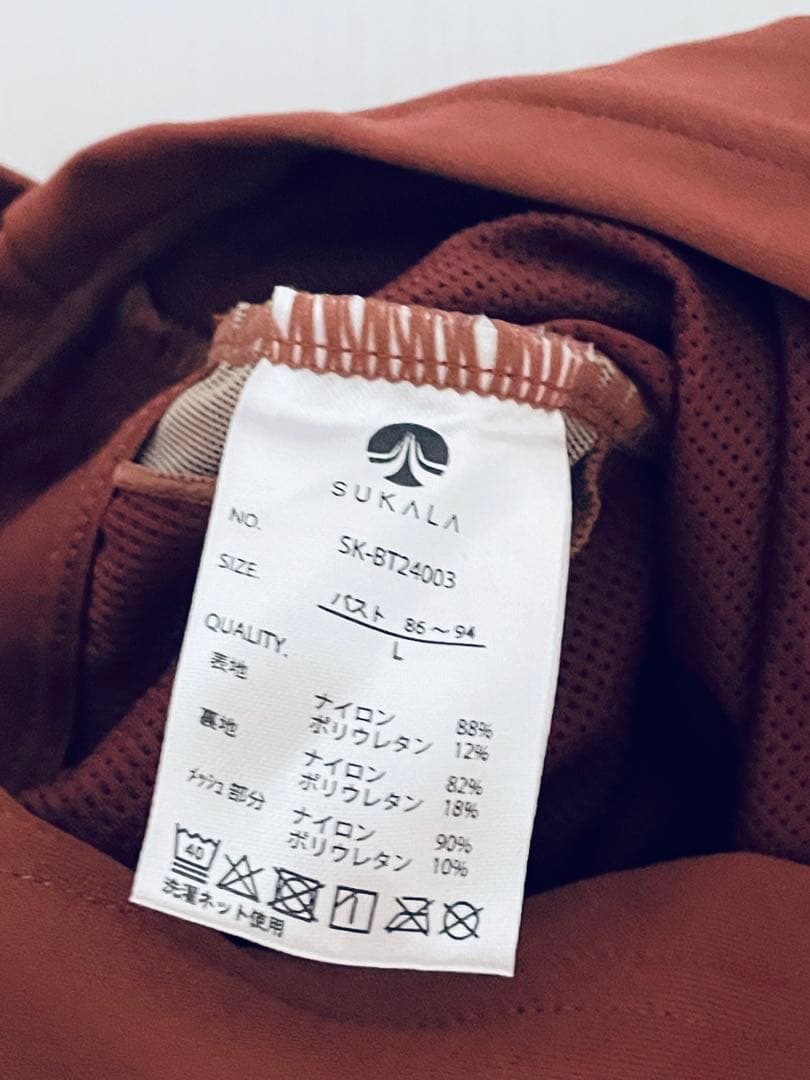 SUKALA
NO. SK-BT24003
SIZE. バスト 86～94
L
QUALITY.
表地 ナイロン 88%
ポリウレタン 12%
裏地 ナイロン 82%
ポリウレタン 18%
メッシュ部分 ナイロン 90%
ポリウレタン 10%
40
洗濯ネット使用